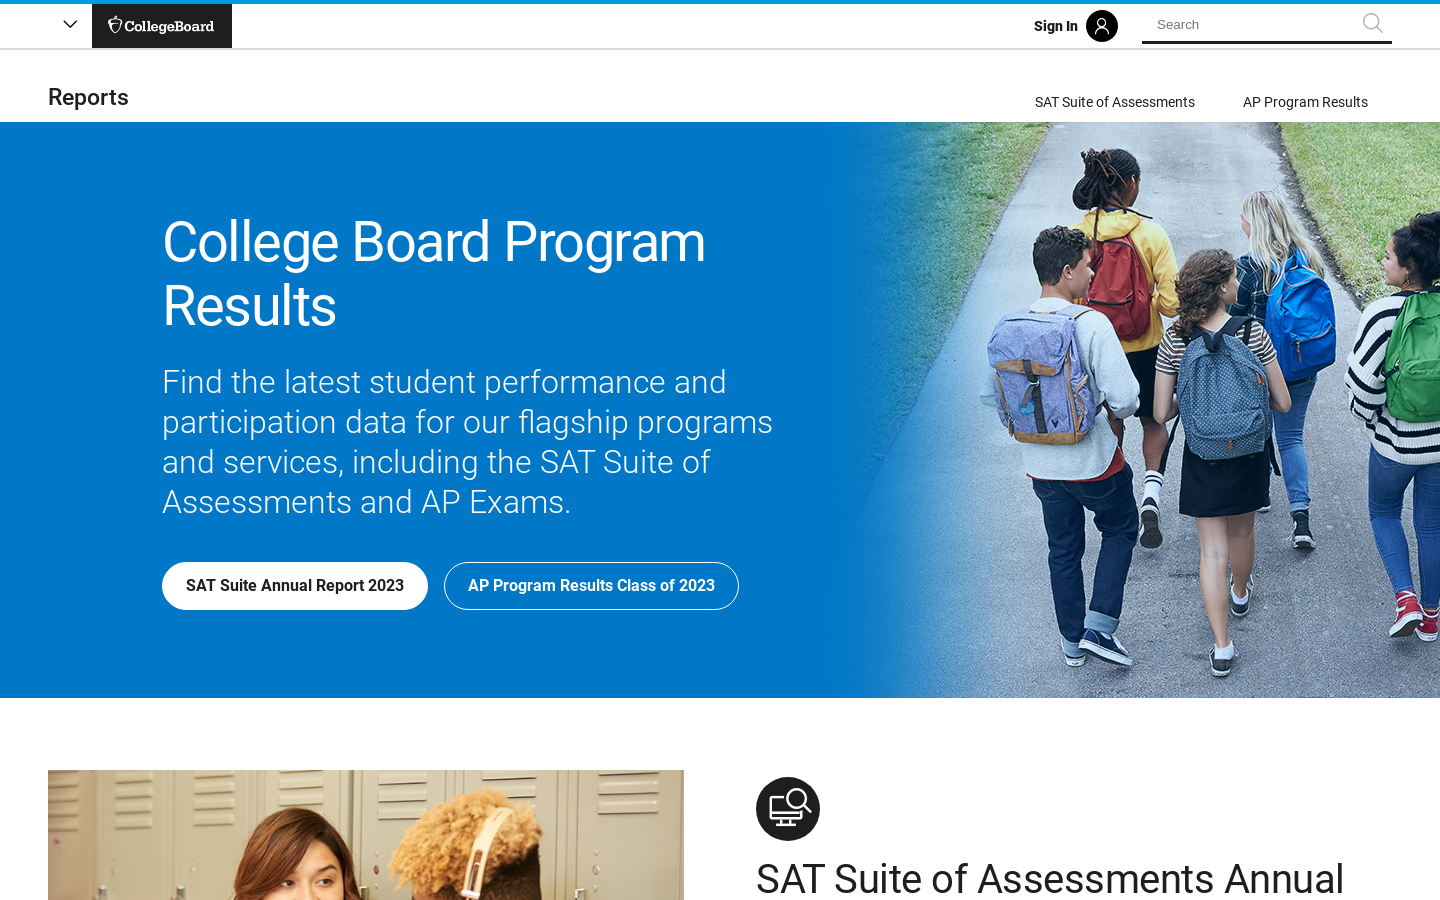 CollegeBoard
Sign In
Search
Reports
SAT Suite of Assessments
AP Program Results
College Board Program
Results
Find the latest student performance and
participation data for our flagship programs
and services, including the SAT Suite of
Assessments and AP Exams.
SAT Suite Annual Report 2023
AP Program Results Class of 2023
SAT Suite of Assessments Annual